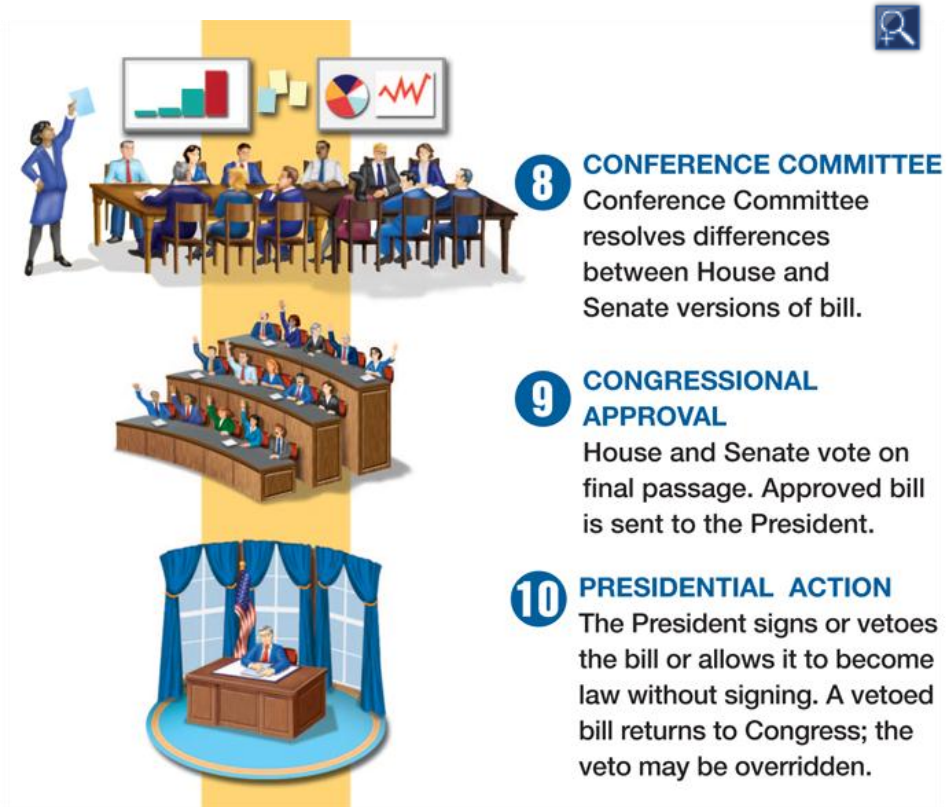 8 CONFERENCE COMMITTEE
Conference Committee
resolves differences
between House and
Senate versions of bill.
9 CONGRESSIONAL
APPROVAL
House and Senate vote on
final passage. Approved bill
is sent to the President.
10 PRESIDENTIAL ACTION
The President signs or vetoes
the bill or allows it to become
law without signing. A vetoed
bill returns to Congress; the
veto may be overridden.